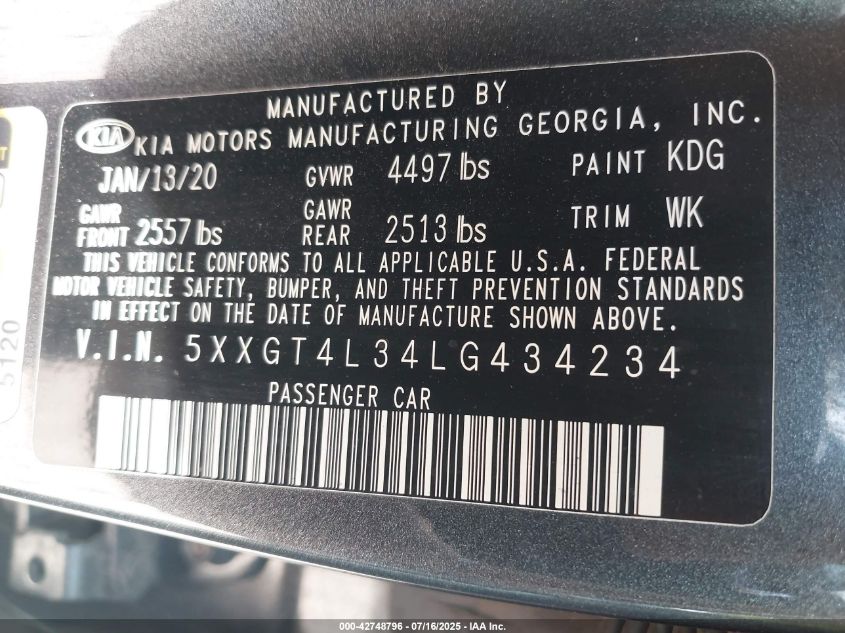 MANUFACTURED BY
KIA KIA MOTORS MANUFACTURING GEORGIA, INC.
JAN/13/20 GVWR 4497 lbs PAINT KDG
GAWR FRONT 2557 lbs GAWR REAR 2513 lbs TRIM WK
THIS VEHICLE CONFORMS TO ALL APPLICABLE U.S.A. FEDERAL
MOTOR VEHICLE SAFETY, BUMPER, AND THEFT PREVENTION STANDARDS
IN EFFECT ON THE DATE OF MANUFACTURE SHOWN ABOVE.
V.I.N. 5XXGT4L34LG434234
PASSENGER CAR
5120
000-42748796 - 07/16/2025 - IAA Inc.